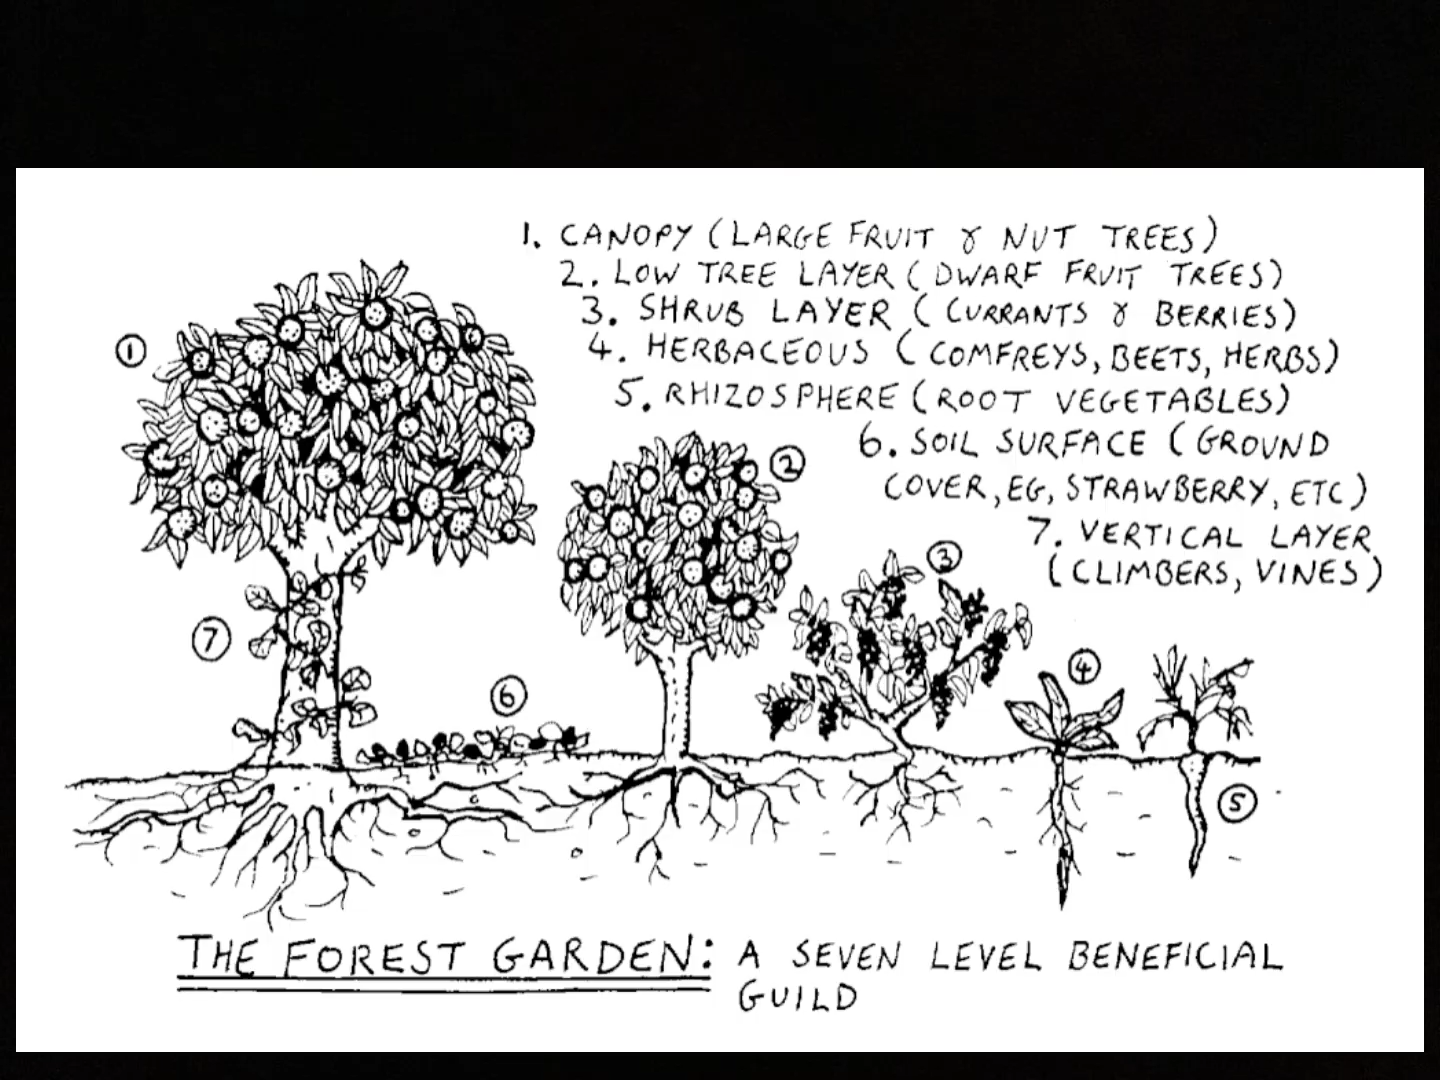 1. CANOPY (LARGE FRUIT & NUT TREES)
2. LOW TREE LAYER (DWARF FRUIT TREES)
3. SHRUB LAYER (CURRANTS & BERRIES)
4. HERBACEOUS (COMFREYS, BEETS, HERBS)
5. RHIZOSPHERE (ROOT VEGETABLES)
6. SOIL SURFACE (GROUND
COVER, EG, STRAWBERRY, ETC)
7. VERTICAL LAYER
(CLIMBERS, VINES)
1
2
3
7
4
6
5
THE FOREST GARDEN: A SEVEN LEVEL BENEFICIAL
GUILD